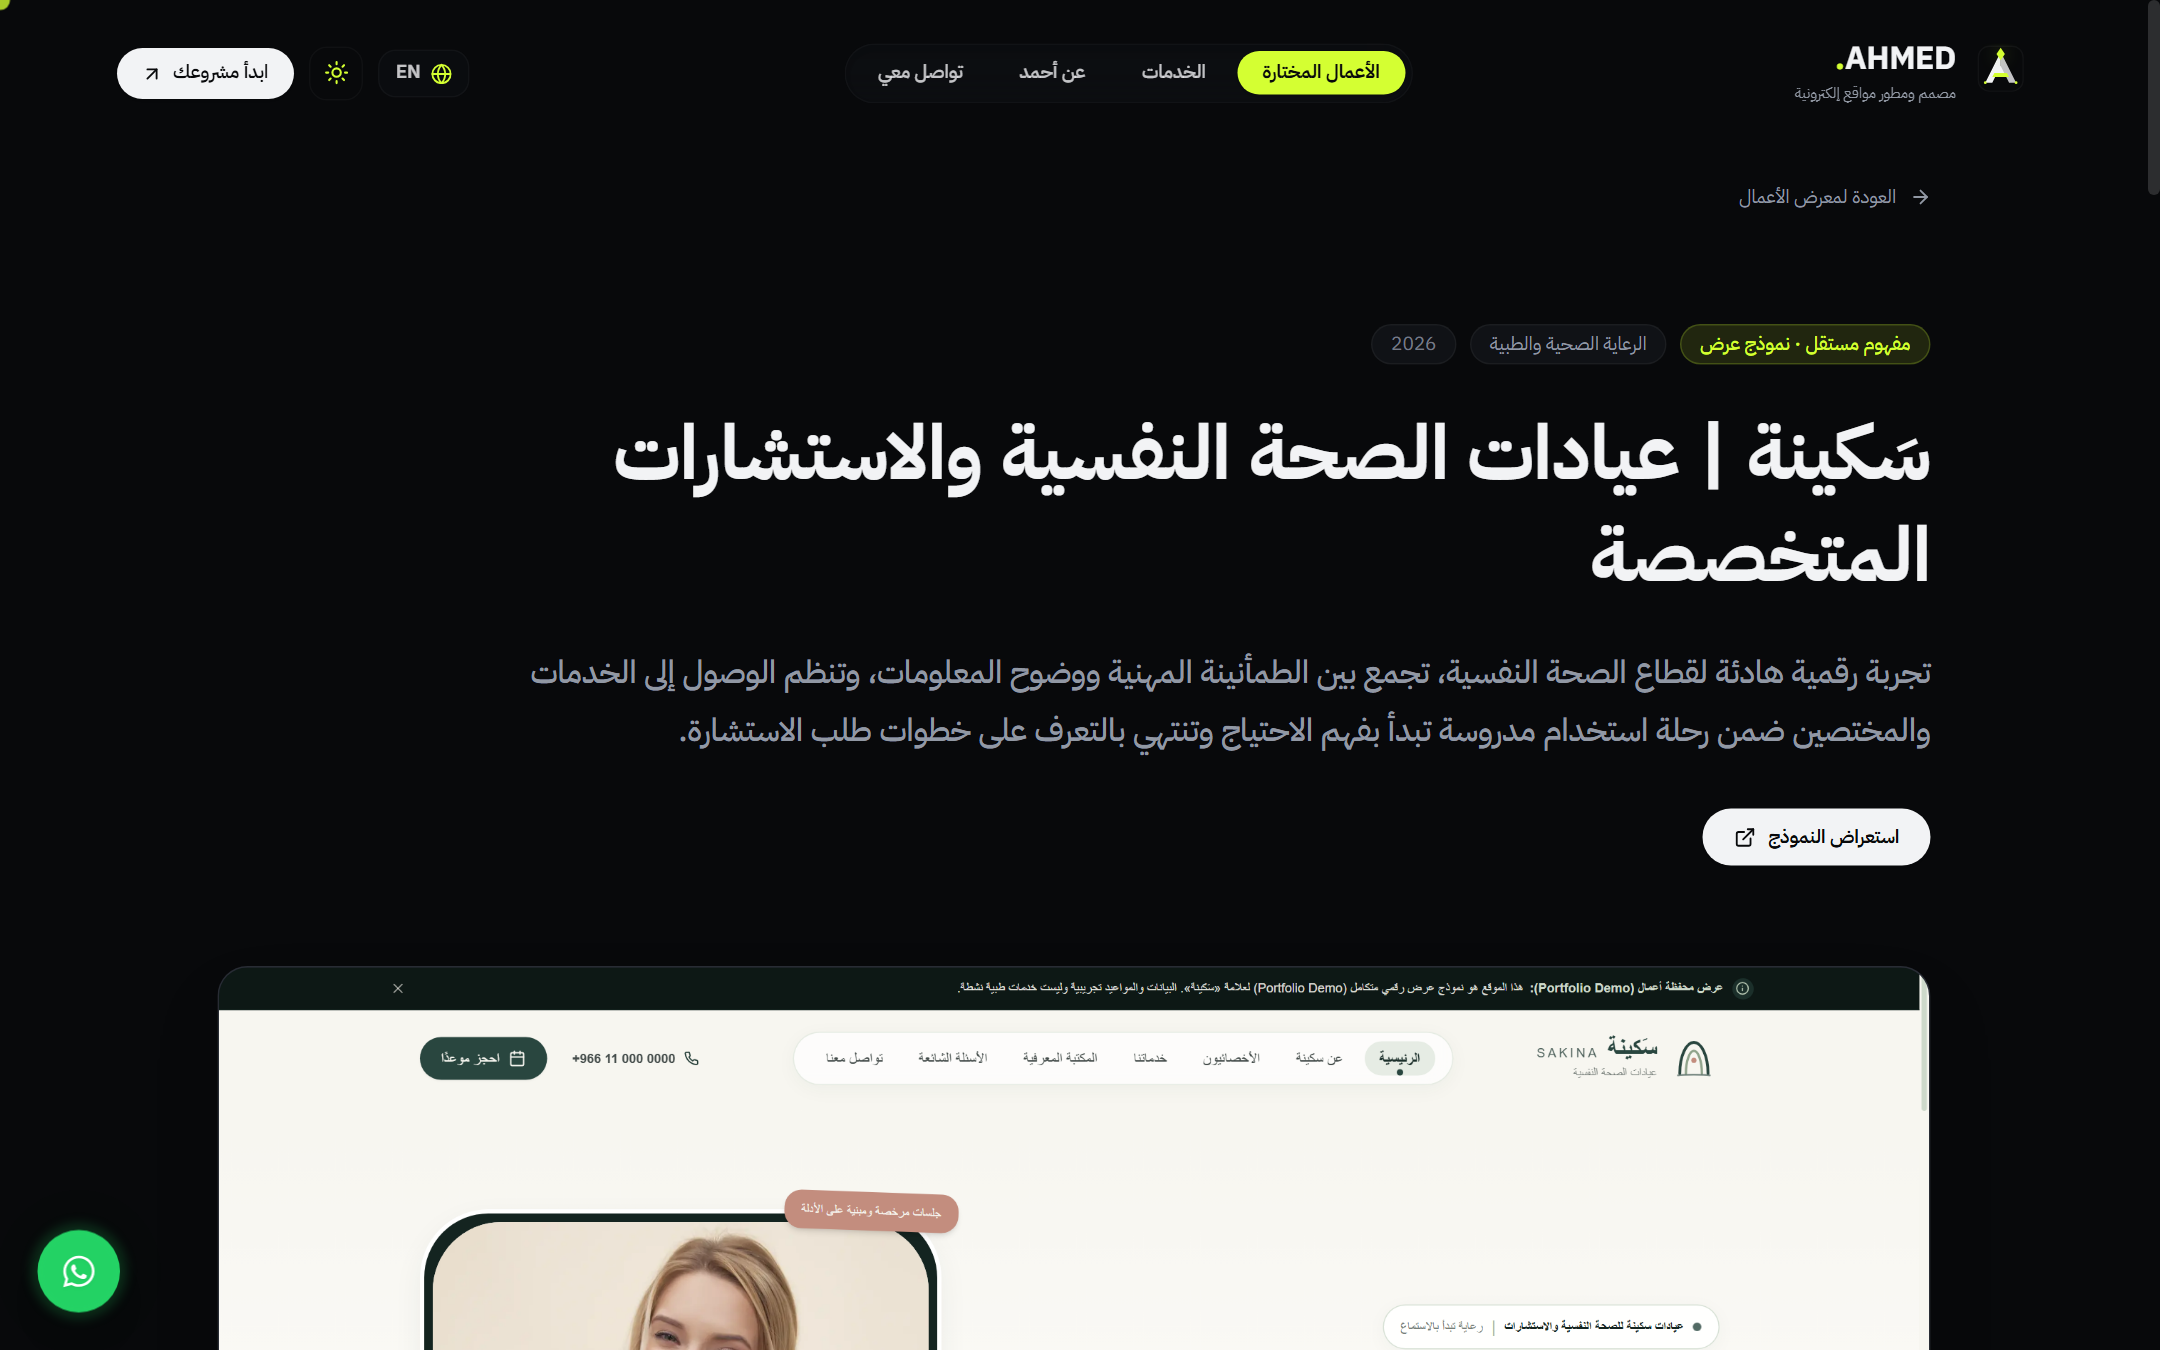 AHMED.
مصمم ومطور مواقع إلكترونية
الأعمال المختارة
الخدمات
عن أحمد
تواصل معي
EN
ابدأ مشروعك
العودة لمعرض الأعمال
مفهوم مستقل · نموذج عرض
الرعاية الصحية والطبية
2026
سَكينة | عيادات الصحة النفسية والاستشارات
المتخصصة
تجربة رقمية هادئة لقطاع الصحة النفسية، تجمع بين الطمأنينة المهنية ووضوح المعلومات، وتنظم الوصول إلى الخدمات
والمختصين ضمن رحلة استخدام مدروسة تبدأ بفهم الاحتياج وتنتهي بالتعرف على خطوات طلب الاستشارة.
استعراض النموذج
عرض محفظة أعمال (Portfolio Demo): هذا الموقع هو نموذج عرض رقمي متكامل (Portfolio Demo) لعلامة «سَكينة». البيانات والمواعيد تجريبية وليست خدمات طبية نشطة.
سَكينة SAKINA
عيادات الصحة النفسية
الرئيسية
عن سكينة
الأخصائيون
خدماتنا
المكتبة المعرفية
الأسئلة الشائعة
تواصل معنا
+966 11 000 0000
احجز موعدًا
جلسات مرخصة ومبنية على الأدلة
عيادات سكينة للصحة النفسية والاستشارات | رعاية تبدأ بالاستماع